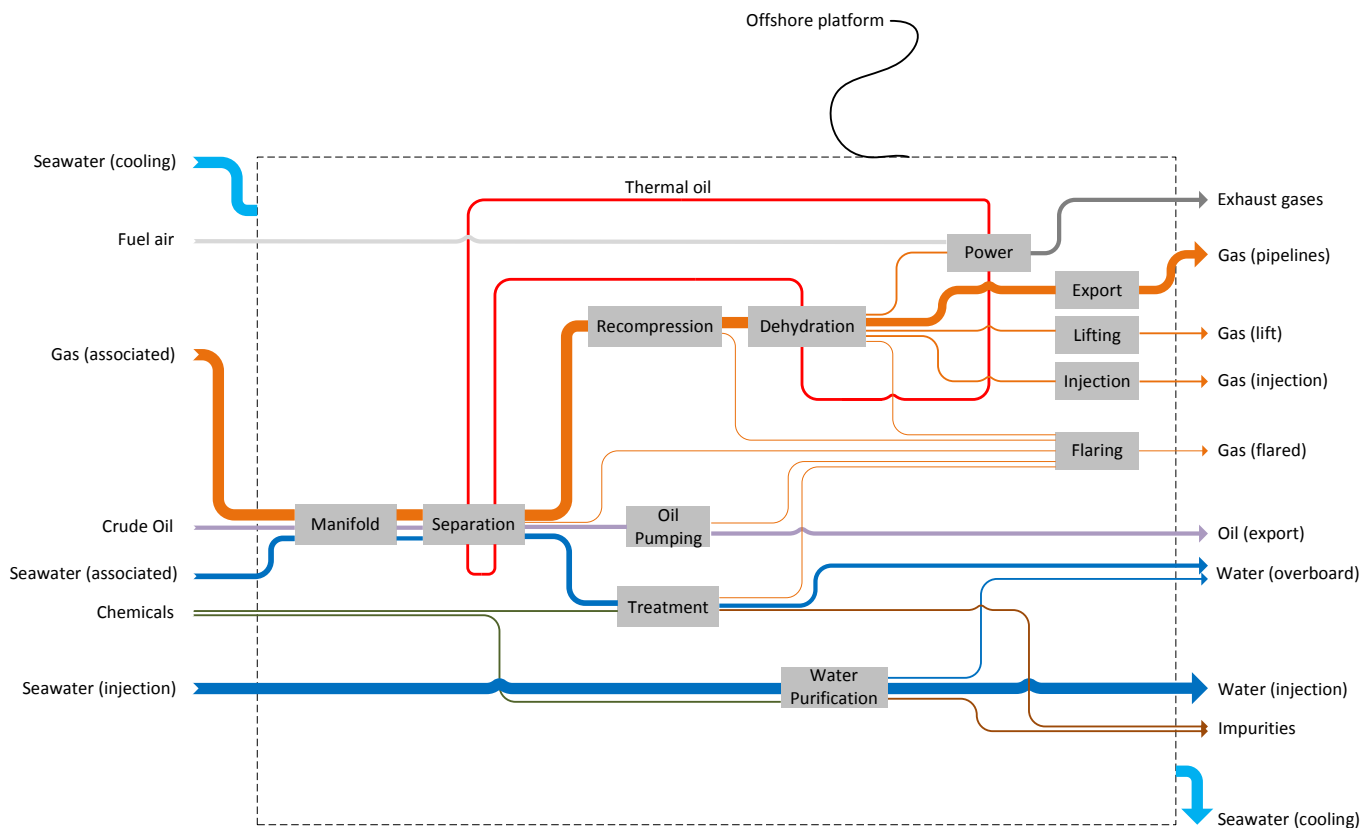 Offshore platform
Seawater (cooling)
Thermal oil
Exhaust gases
Fuel air
Power
Gas (pipelines)
Export
Recompression
Dehydration
Lifting
Gas (lift)
Gas (associated)
Injection
Gas (injection)
Flaring
Gas (flared)
Crude Oil
Manifold
Separation
Oil
Pumping
Oil (export)
Seawater (associated)
Water (overboard)
Chemicals
Treatment
Seawater (injection)
Water
Purification
Water (injection)
Impurities
Seawater (cooling)